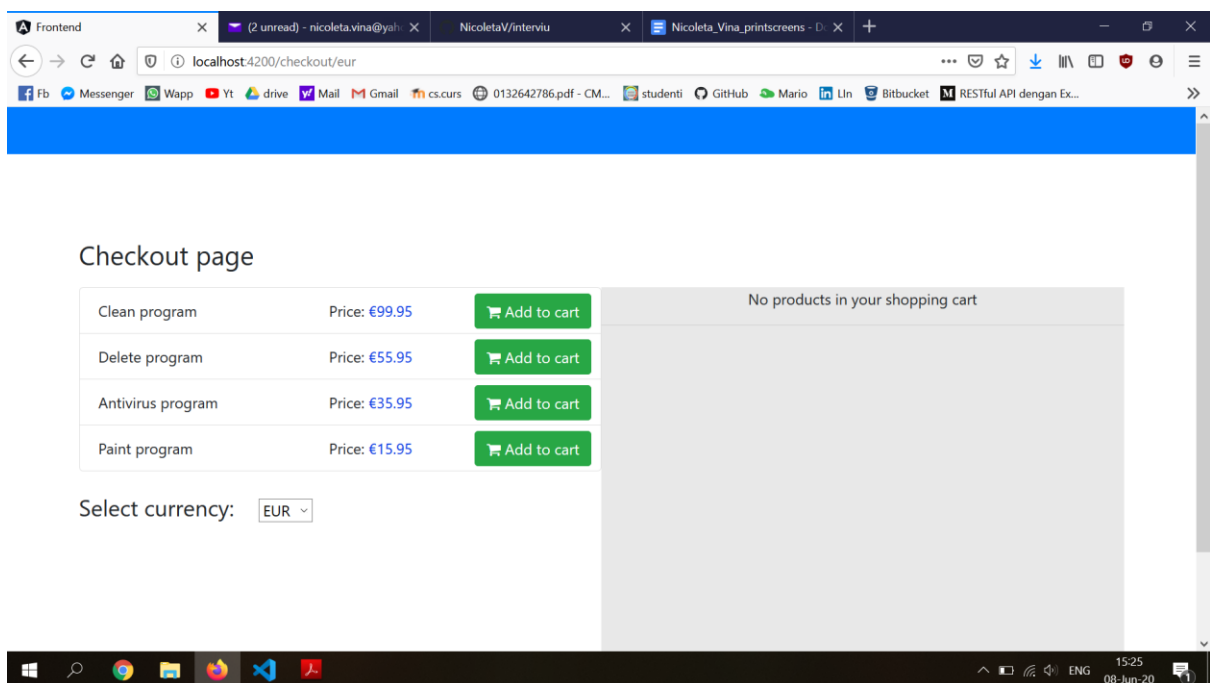 Frontend
(2 unread) - nicoleta.vina@yah
NicoletaV/interviu
Nicoleta_Vina_printscreens - D
localhost:4200/checkout/eur
Fb Messenger Wapp Yt drive Mail Gmail cs.curs 0132642786.pdf - CM... studenti GitHub Mario LIn Bitbucket RESTful API dengan Ex...
Checkout page
Clean program Price: €99.95 Add to cart
No products in your shopping cart
Delete program Price: €55.95 Add to cart
Antivirus program Price: €35.95 Add to cart
Paint program Price: €15.95 Add to cart
Select currency: EUR
ENG
15:25
08-Jun-20
1